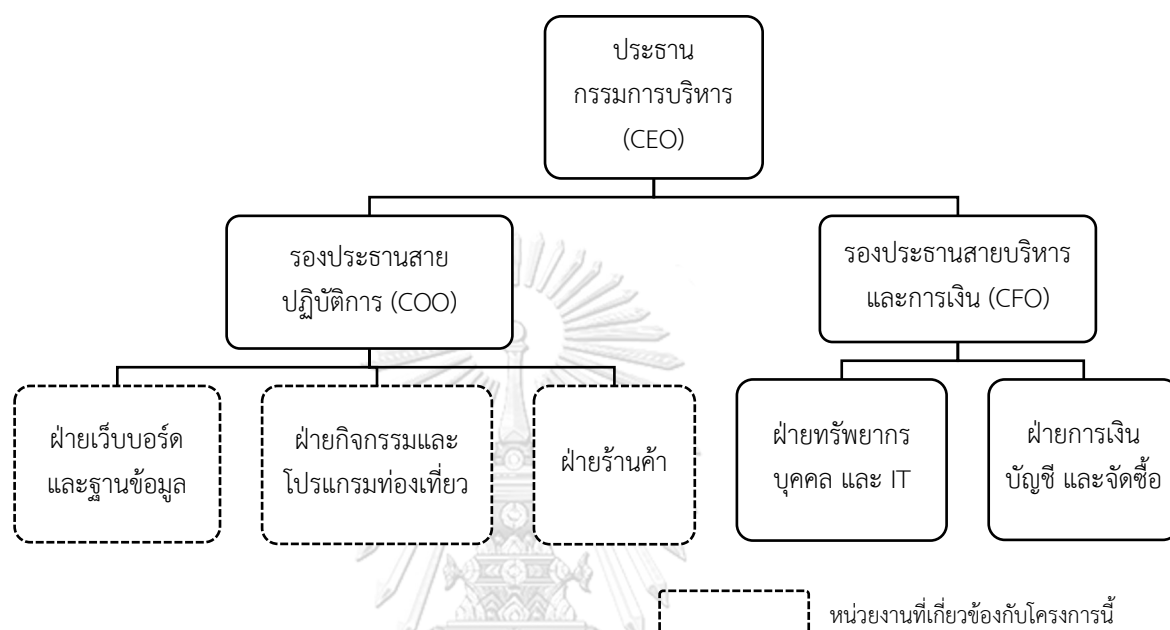 ประธาน
กรรมการบริหาร
(CEO)
รองประธานสาย
ปฏิบัติการ (COO)
รองประธานสายบริหาร
และการเงิน (CFO)
ฝ่ายเว็บบอร์ด
และฐานข้อมูล
ฝ่ายกิจกรรมและ
โปรแกรมท่องเที่ยว
ฝ่ายร้านค้า
ฝ่ายทรัพยากร
บุคคล และ IT
ฝ่ายการเงิน
บัญชี และจัดซื้อ
หน่วยงานที่เกี่ยวข้องกับโครงการนี้